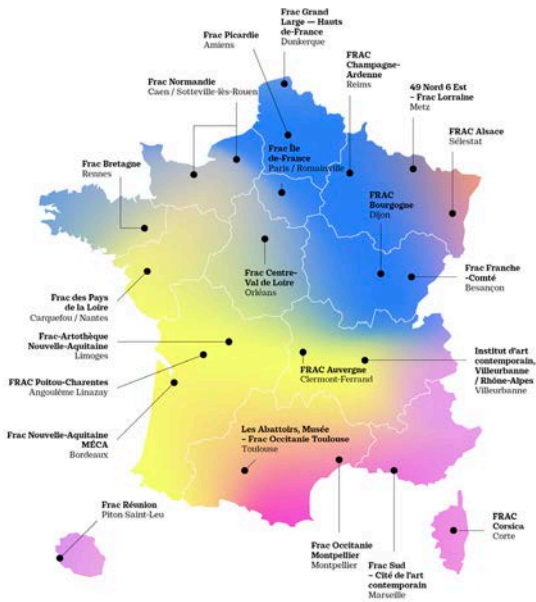 Frac Grand
Large — Hauts
de-France
Dunkerque
Frac Picardie
Amiens
FRAC
Champagne-
Ardenne
Reims
Frac Normandie
Caen / Sotteville-lès-Rouen
49 Nord 6 Est
– Frac Lorraine
Metz
FRAC Alsace
Sélestat
Frac Île
de-France
Paris / Romainville
Frac Bretagne
Rennes
FRAC
Bourgogne
Dijon
Frac Centre-
Val de Loire
Orléans
Frac Franche
-Comté
Besançon
Frac des Pays
de la Loire
Carquefou / Nantes
Frac-Artothèque
Nouvelle-Aquitaine
Limoges
Institut d'art
contemporain,
Villeurbanne
/ Rhône-Alpes
Villeurbanne
FRAC Auvergne
Clermont-Ferrand
FRAC Poitou-Charentes
Angoulême Linazay
Frac Nouvelle-Aquitaine
MÉCA
Bordeaux
Les Abattoirs, Musée
– Frac Occitanie Toulouse
Toulouse
Frac Réunion
Piton Saint-Leu
FRAC
Corsica
Corte
Frac Occitanie
Montpellier
Montpellier
Frac Sud
– Cité de l'art
contemporain
Marseille